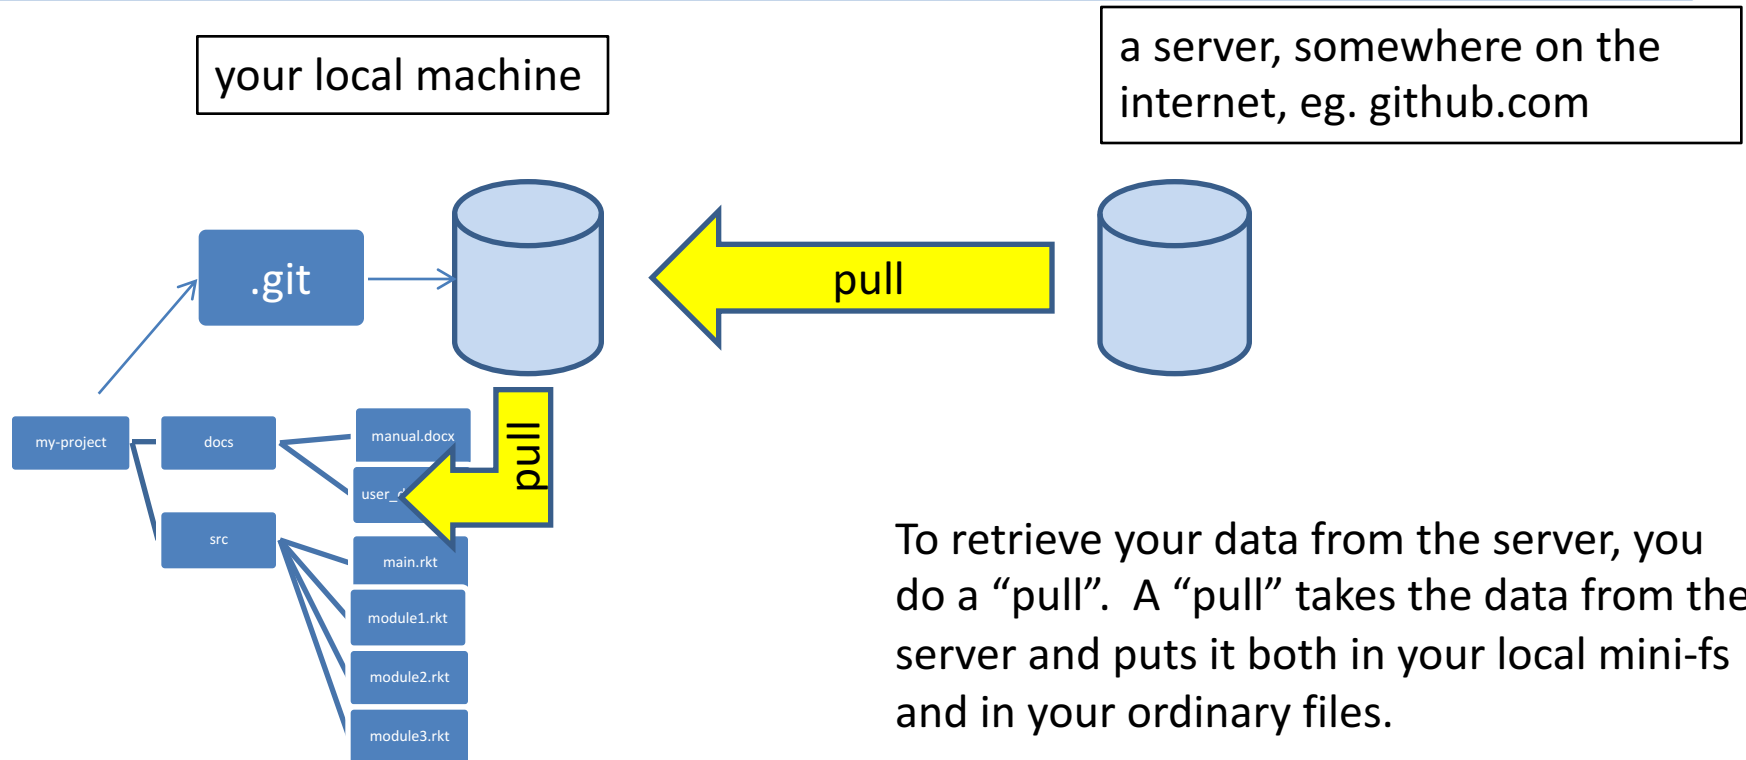 your local machine
a server, somewhere on the
internet, eg. github.com
.git
pull
my-project
docs
manual.docx
pull
user_d
src
main.rkt
module1.rkt
module2.rkt
module3.rkt
To retrieve your data from the server, you
do a “pull”.  A “pull” takes the data from the
server and puts it both in your local mini-fs
and in your ordinary files.